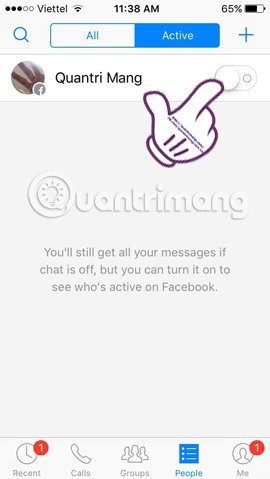 Viettel 11:38 AM 65%
All Active
Quantri Mang
Quantrimang
You'll still get all your messages if
chat is off, but you can turn it on to
see who's active on Facebook.
1 1
Recent Calls Groups People Me